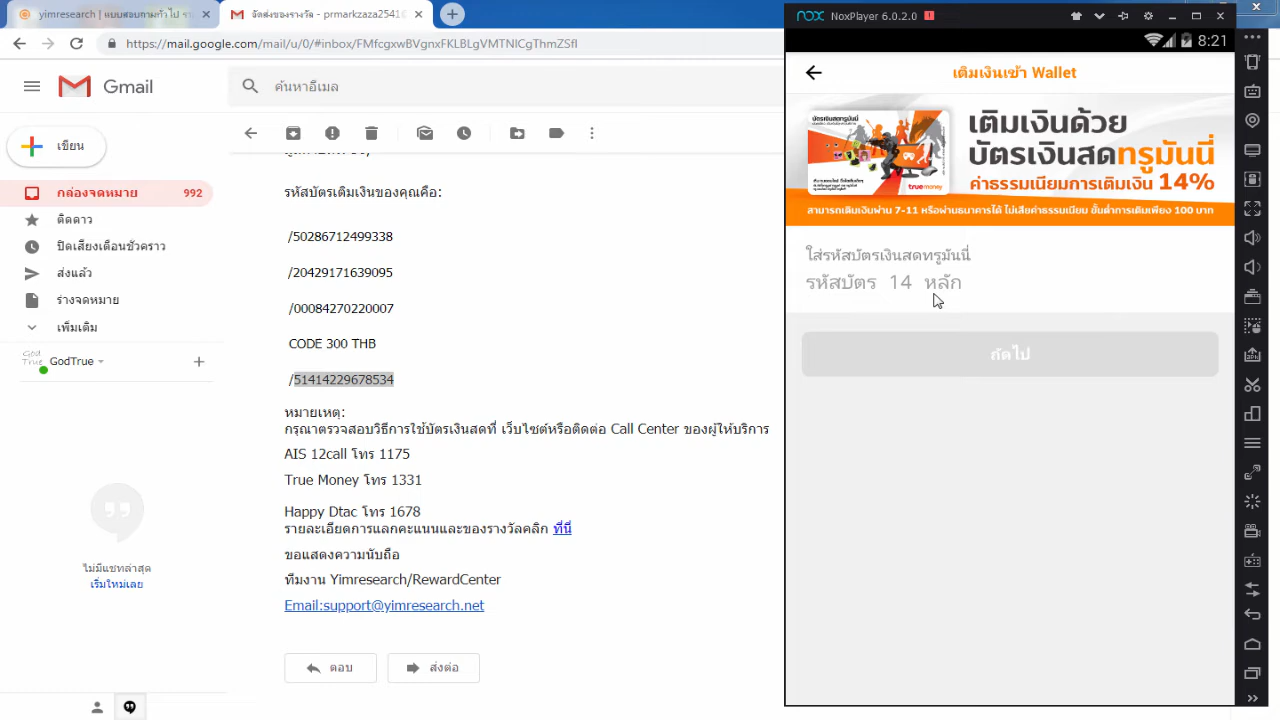 yimresearch | แบบสอบถามทั่วไป ราง
จัดส่งของรางวัล - prmarkzaza2541@
https://mail.google.com/mail/u/0/#inbox/FMfcgxwBVgnxFKLBLgVMTNlCgThmZSfl
Gmail
ค้นหาอีเมล
เขียน
กล่องจดหมาย 992
ติดดาว
ปิดเสียงเตือนชั่วคราว
ส่งแล้ว
ร่างจดหมาย
เพิ่มเติม
GodTrue
ไม่มีแชทล่าสุด
เริ่มใหม่เลย
รหัสบัตรเติมเงินของคุณคือ:
/50286712499338
/20429171639095
/00084270220007
CODE 300 THB
/51414229678534
หมายเหตุ:
กรุณาตรวจสอบวิธีการใช้บัตรเงินสดที่ เว็บไซต์หรือติดต่อ Call Center ของผู้ให้บริการ
AIS 12call โทร 1175
True Money โทร 1331
Happy Dtac โทร 1678
รายละเอียดการแลกคะแนนและของรางวัลคลิก ที่นี่
ขอแสดงความนับถือ
ทีมงาน Yimresearch/RewardCenter
Email:support@yimresearch.net
ตอบ
ส่งต่อ
nox NoxPlayer 6.0.2.0
8:21
เติมเงินเข้า Wallet
บัตรเงินสดทรูมันนี่
true money
เติมเงินด้วย
บัตรเงินสดทรูมันนี่
ค่าธรรมเนียมการเติมเงิน 14%
สามารถเติมเงินผ่าน 7-11 หรือผ่านธนาคารได้ ไม่เสียค่าธรรมเนียม ขั้นต่ำการเติมเพียง 100 บาท
ใส่รหัสบัตรเงินสดทรูมันนี่
รหัสบัตร 14 หลัก
ถัดไป